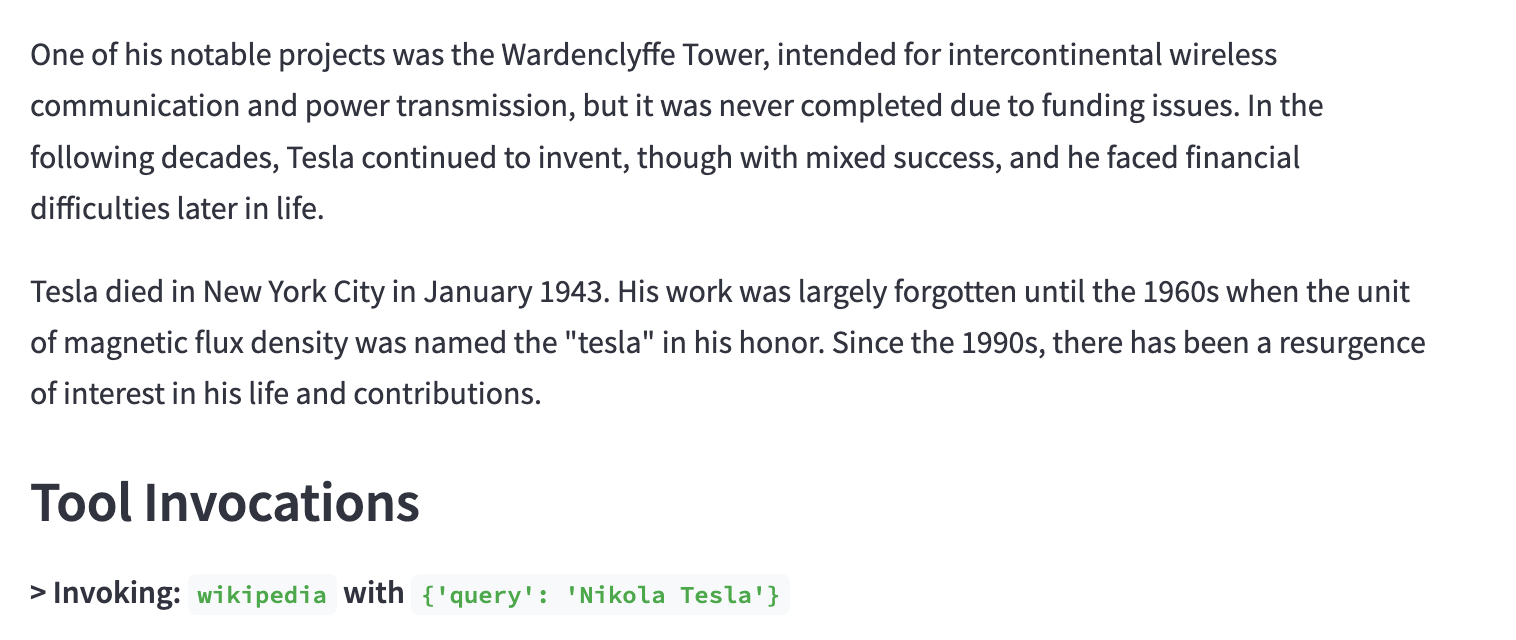 One of his notable projects was the Wardenclyffe Tower, intended for intercontinental wireless
communication and power transmission, but it was never completed due to funding issues. In the
following decades, Tesla continued to invent, though with mixed success, and he faced financial
difficulties later in life.
Tesla died in New York City in January 1943. His work was largely forgotten until the 1960s when the unit
of magnetic flux density was named the "tesla" in his honor. Since the 1990s, there has been a resurgence
of interest in his life and contributions.
Tool Invocations
> Invoking: wikipedia with {'query': 'Nikola Tesla'}